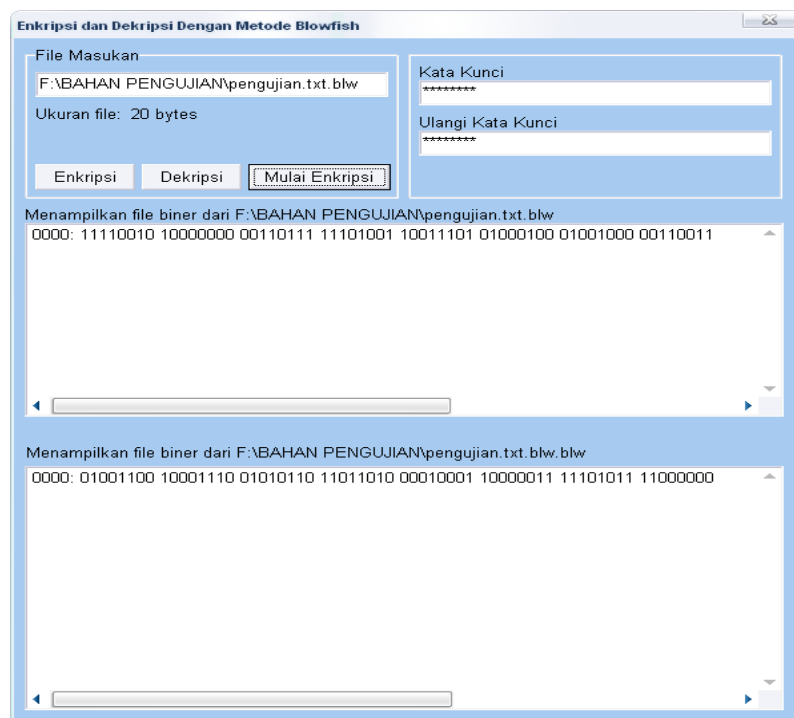 Enkripsi dan Dekripsi Dengan Metode Blowfish
File Masukan
F:\BAHAN PENGUJIAN\pengujian.txt.blw
Ukuran file: 20 bytes
Enkripsi Dekripsi Mulai Enkripsi
Kata Kunci
********
Ulangi Kata Kunci
********
Menampilkan file biner dari F:\BAHAN PENGUJIAN\pengujian.txt.blw
0000: 11110010 10000000 00110111 11101001 10011101 01000100 01001000 00110011
Menampilkan file biner dari F:\BAHAN PENGUJIAN\pengujian.txt.blw.blw
0000: 01001100 10001110 01010110 11011010 00010001 10000011 11101011 11000000